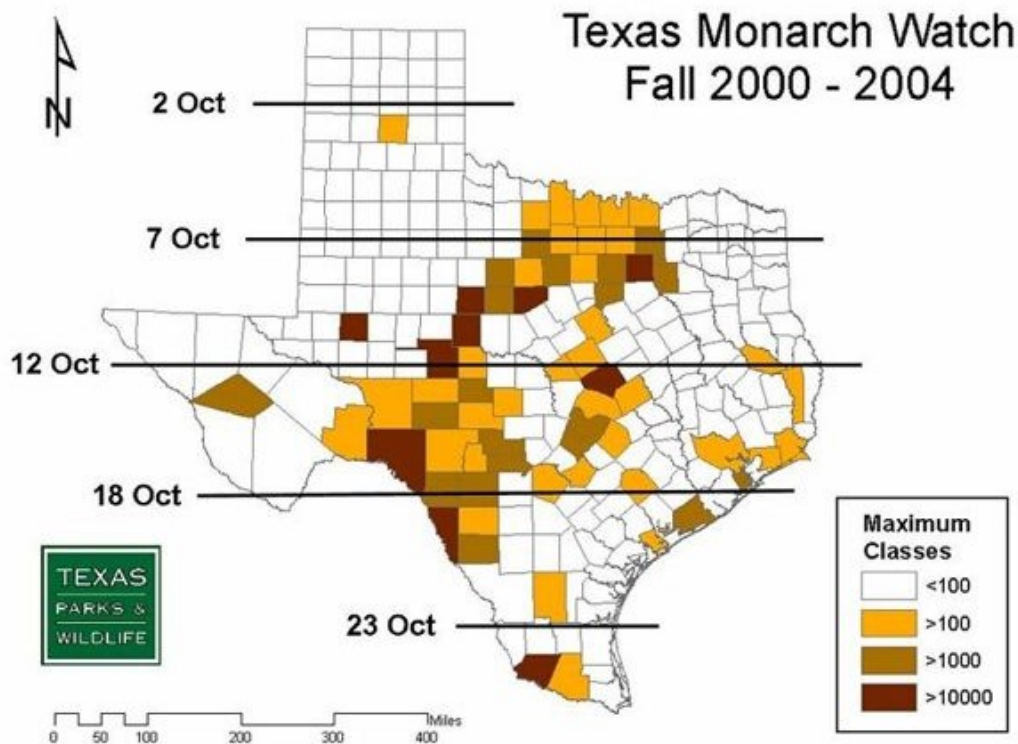 Texas Monarch Watch
Fall 2000 - 2004
N
2 Oct
7 Oct
12 Oct
18 Oct
23 Oct
Maximum
Classes
<100
>100
>1000
>10000
TEXAS
PARKS &
WILDLIFE
Miles
0 50 100 200 300 400